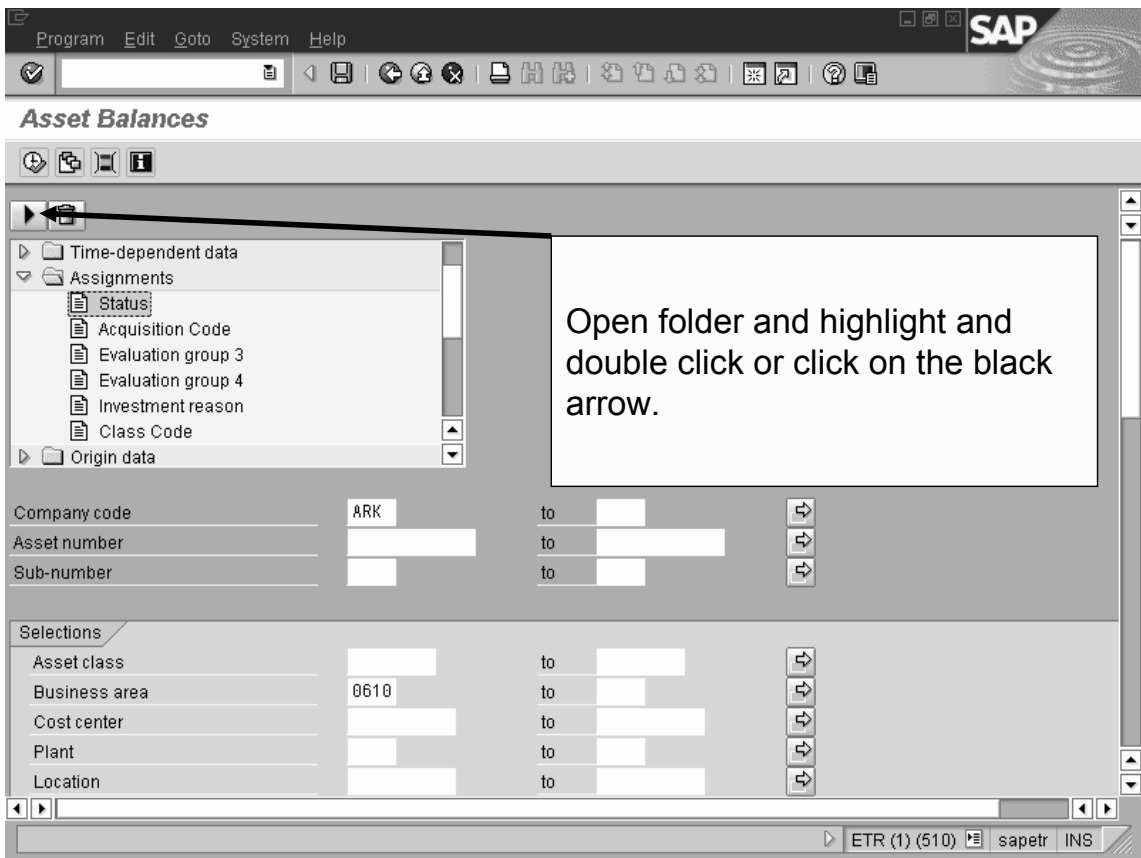 Program Edit Goto System Help
SAP
Asset Balances
Time-dependent data
Assignments
Status
Acquisition Code
Evaluation group 3
Evaluation group 4
Investment reason
Class Code
Origin data
Open folder and highlight and
double click or click on the black
arrow.
Company code ARK to
Asset number to
Sub-number to
Selections
Asset class to
Business area 0610 to
Cost center to
Plant to
Location to
ETR (1) (510) sapetr INS